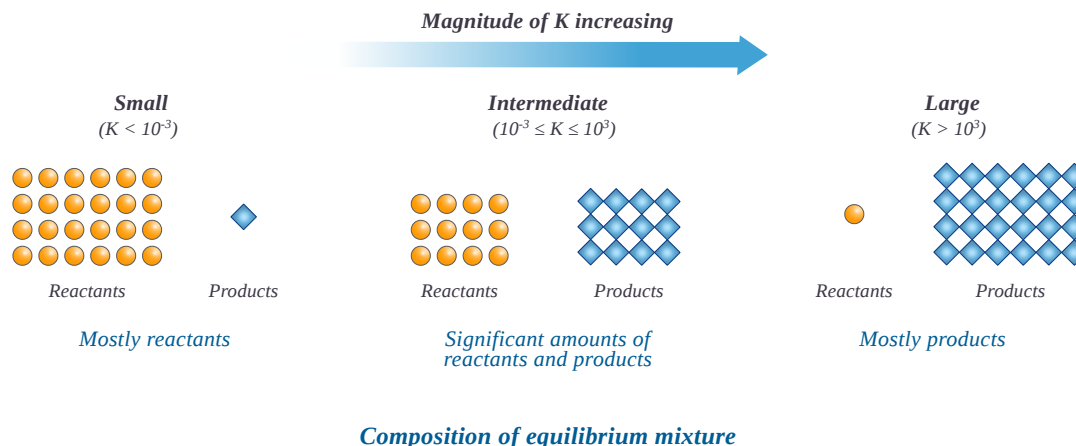 Magnitude of K increasing
Small
(K < 10⁻³)
Intermediate
(10⁻³ ≤ K ≤ 10³)
Large
(K > 10³)
Reactants
Products
Reactants
Products
Reactants
Products
Mostly reactants
Significant amounts of
reactants and products
Mostly products
Composition of equilibrium mixture